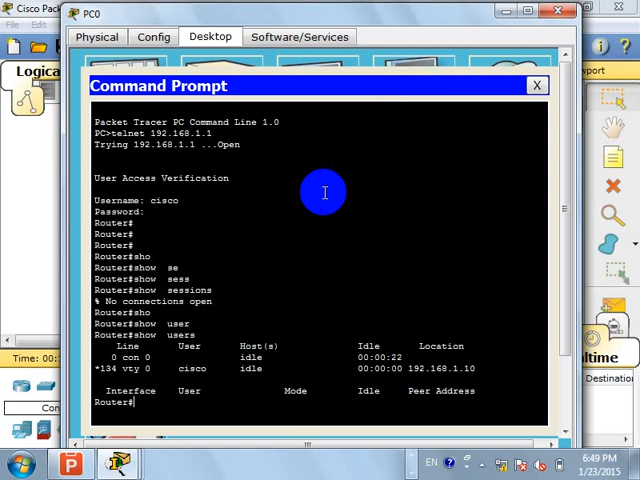 Cisco Pac
PC0
File
Edit
Physical
Config
Desktop
Software/Services
Logica
wport
Command Prompt
X
Packet Tracer PC Command Line 1.0
PC>telnet 192.168.1.1
Trying 192.168.1.1 ...Open
User Access Verification
Username: cisco
Password:
Router#
Router#
Router#
Router#sho
Router#show se
Router#show sess
Router#show sessions
% No connections open
Router#sho
Router#show user
Router#show users
Line User Host(s) Idle Location
0 con 0 idle 00:00:22
*134 vty 0 cisco idle 00:00:00 192.168.1.10
Interface User Mode Idle Peer Address
Router#
Time: 00:
ealtime
Destination
Con
EN
6:49 PM
1/23/2015